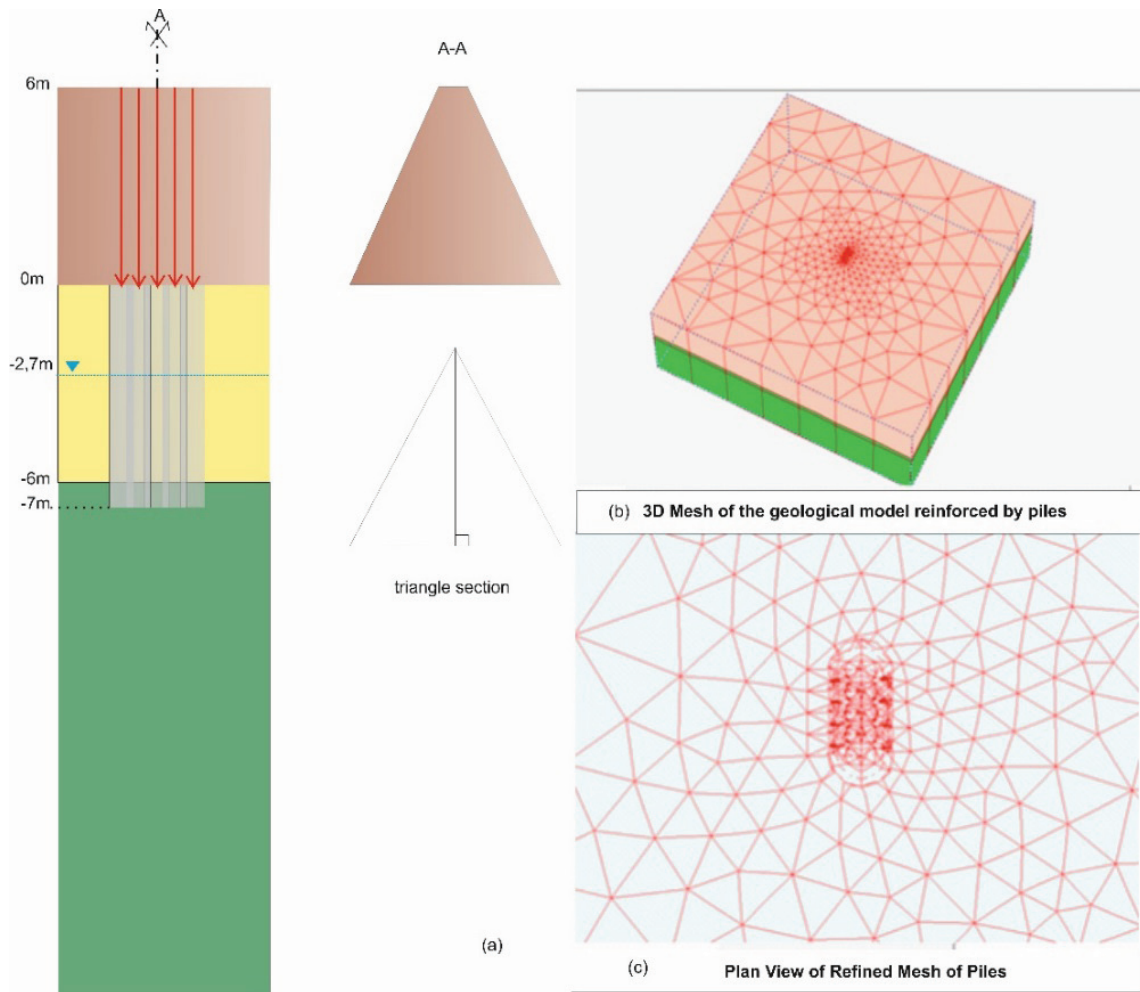 A
A-A
6m
0m
-2,7m
-6m
-7m
triangle section
(a)
(b) 3D Mesh of the geological model reinforced by piles
(c) Plan View of Refined Mesh of Piles